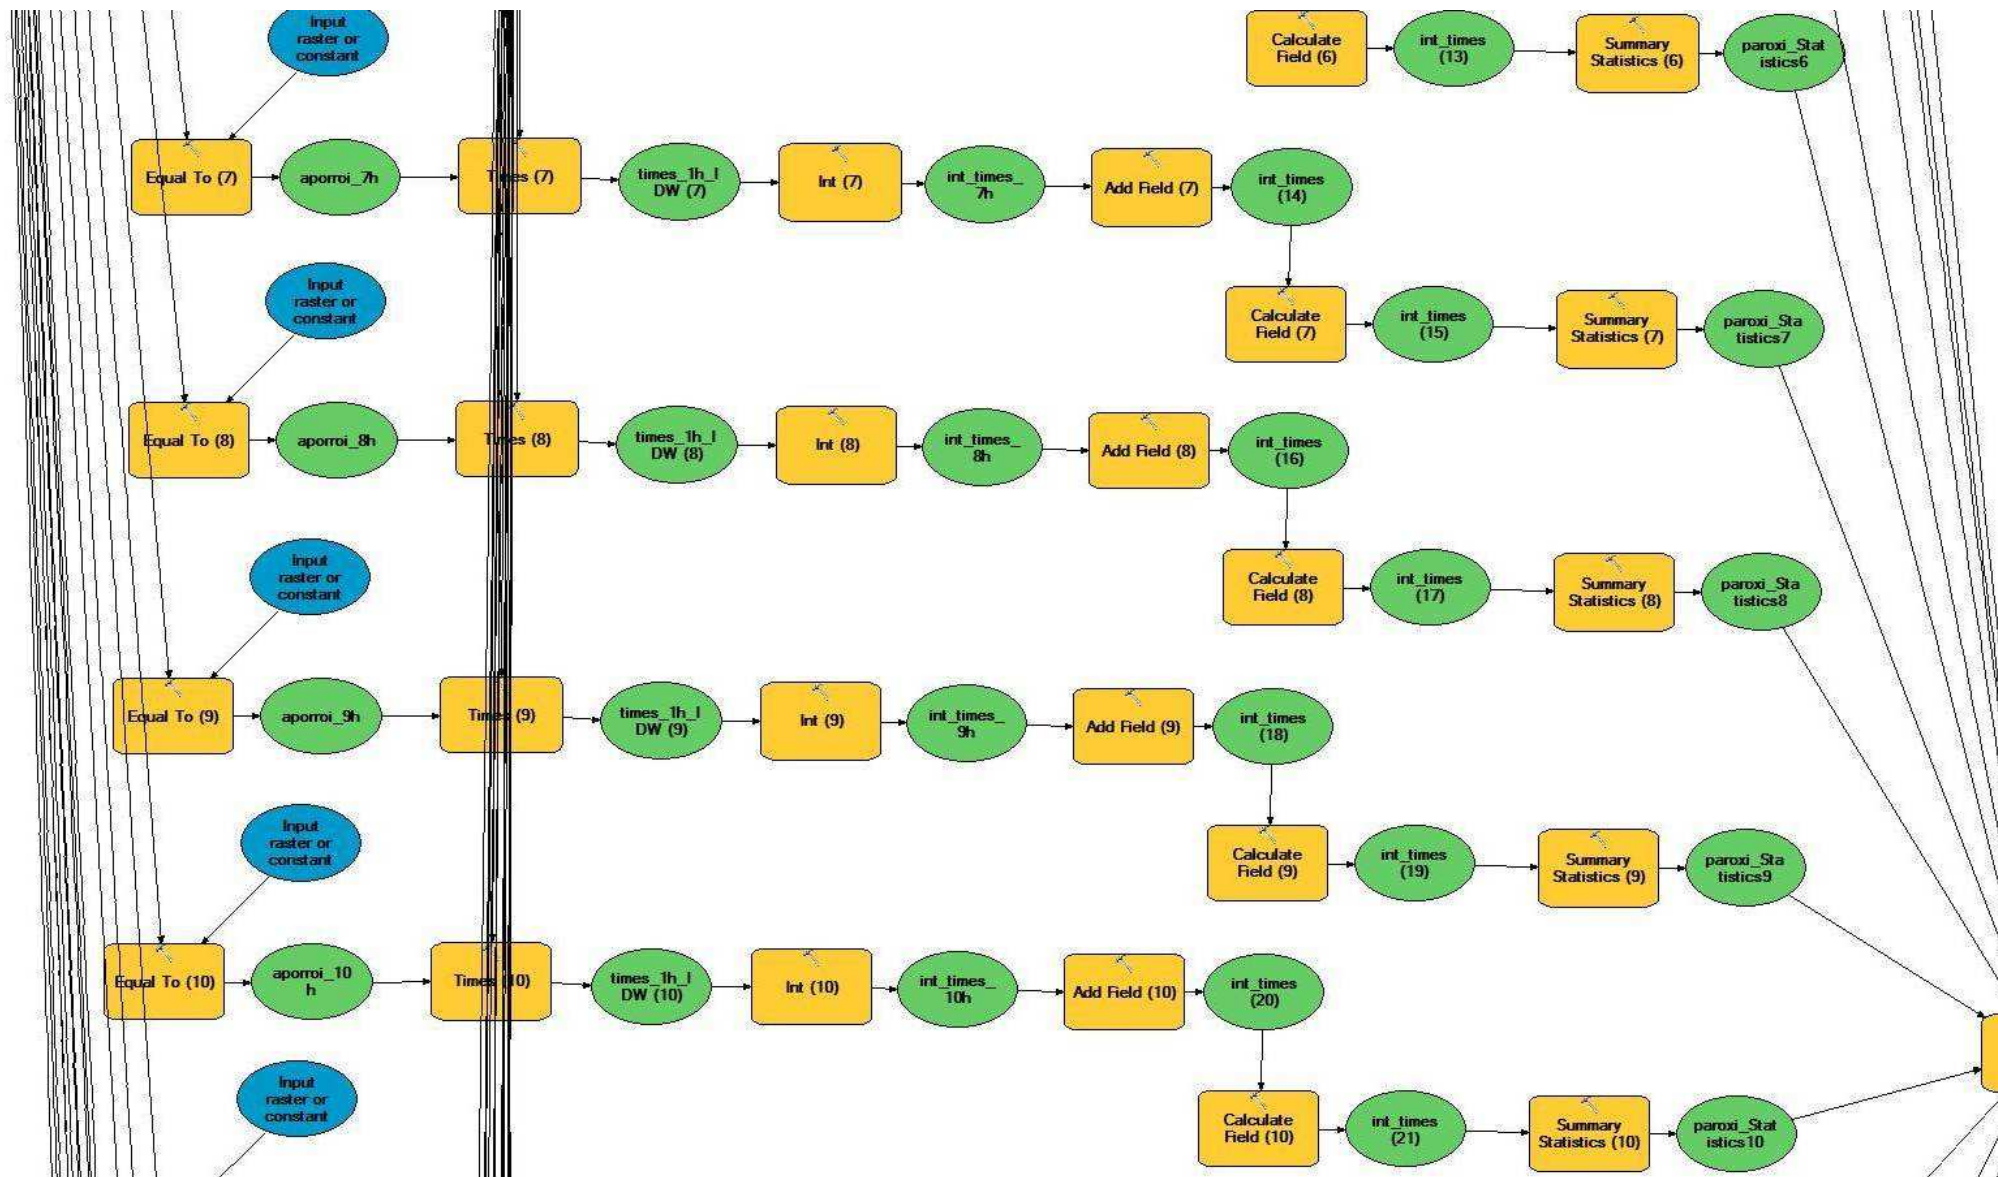 Input
raster or
constant
Calculate
Field (6)
int_times
(13)
Summary
Statistics (6)
paroxi_Stat
istics6
Equal To (7)
aporroi_7h
Times (7)
times_1h_I
DW (7)
Int (7)
int_times_
7h
Add Field (7)
int_times
(14)
Input
raster or
constant
Calculate
Field (7)
int_times
(15)
Summary
Statistics (7)
paroxi_Sta
tistics7
Equal To (8)
aporroi_8h
Times (8)
times_1h_I
DW (8)
Int (8)
int_times_
8h
Add Field (8)
int_times
(16)
Input
raster or
constant
Calculate
Field (8)
int_times
(17)
Summary
Statistics (8)
paroxi_Sta
tistics8
Equal To (9)
aporroi_9h
Times (9)
times_1h_I
DW (9)
Int (9)
int_times_
9h
Add Field (9)
int_times
(18)
Input
raster or
constant
Calculate
Field (9)
int_times
(19)
Summary
Statistics (9)
paroxi_Sta
tistics9
Equal To (10)
aporroi_10
h
Times (10)
times_1h_I
DW (10)
Int (10)
int_times_
10h
Add Field (10)
int_times
(20)
Input
raster or
constant
Calculate
Field (10)
int_times
(21)
Summary
Statistics (10)
paroxi_Stat
istics10